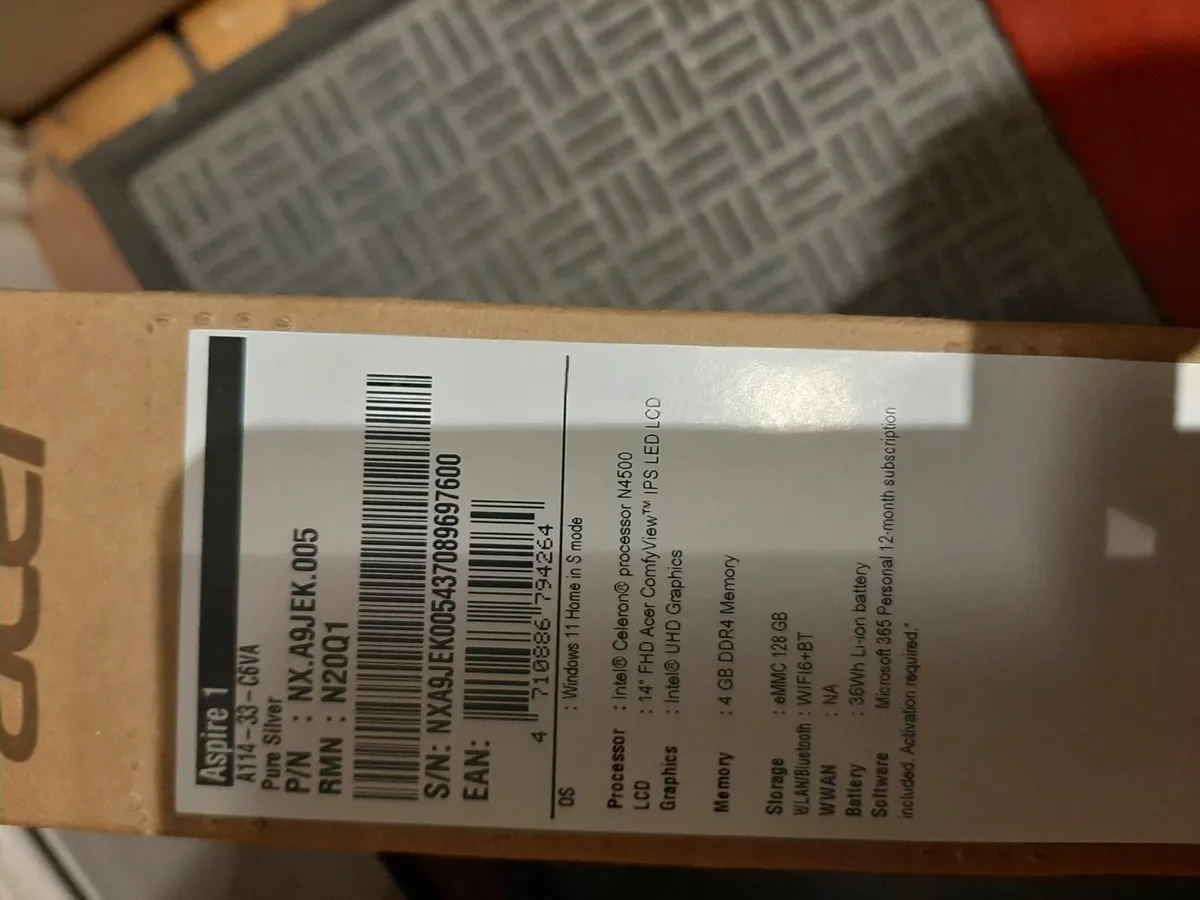 acer
Aspire 1
A114-33-C6VA
Pure Silver
P/N : NX.A9JEK.005
RMN : N20Q1
S/N: NXA9JEK005437089697600
EAN:
4 710886 794264
OS : Windows 11 Home in S mode
Processor : Intel® Celeron® processor N4500
LCD : 14" FHD Acer ComfyView™ IPS LED LCD
Graphics : Intel® UHD Graphics
Memory : 4 GB DDR4 Memory
Storage : eMMC 128 GB
WLAN/Bluetooth : WIFI6+BT
WWAN : NA
Battery : 36Wh Li-ion battery
Software Microsoft 365 Personal 12-month subscription
included. Activation required.*